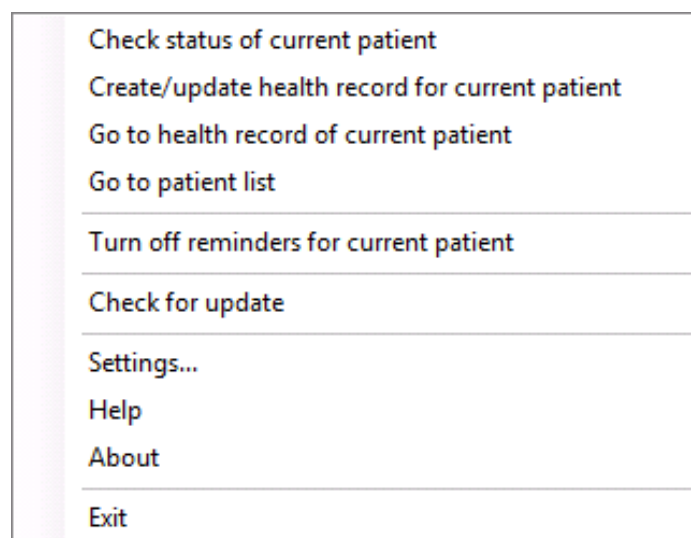 Check status of current patient
Create/update health record for current patient
Go to health record of current patient
Go to patient list
Turn off reminders for current patient
Check for update
Settings...
Help
About
Exit